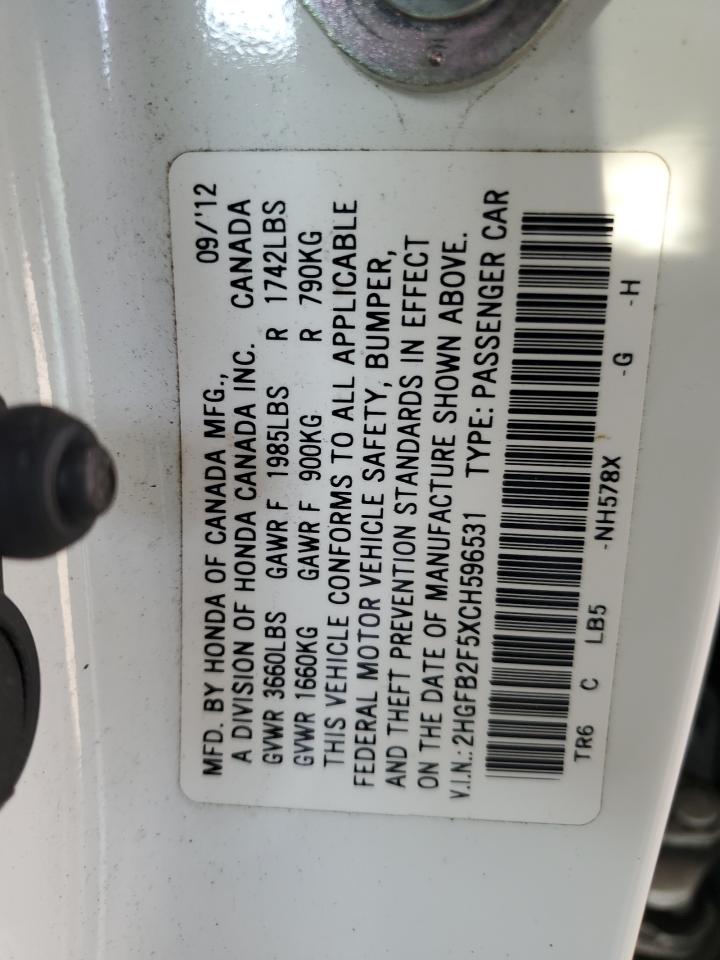 MFD. BY HONDA OF CANADA MFG., 09/'12
A DIVISION OF HONDA CANADA INC. CANADA
GVWR 3660LBS GAWR F 1985LBS R 1742LBS
GVWR 1660KG GAWR F 900KG R 790KG
THIS VEHICLE CONFORMS TO ALL APPLICABLE
FEDERAL MOTOR VEHICLE SAFETY, BUMPER,
AND THEFT PREVENTION STANDARDS IN EFFECT
ON THE DATE OF MANUFACTURE SHOWN ABOVE.
V.I.N.: 2HGFB2F5XCH596531 TYPE: PASSENGER CAR
TR6 C LB5 -NH578X -G -H